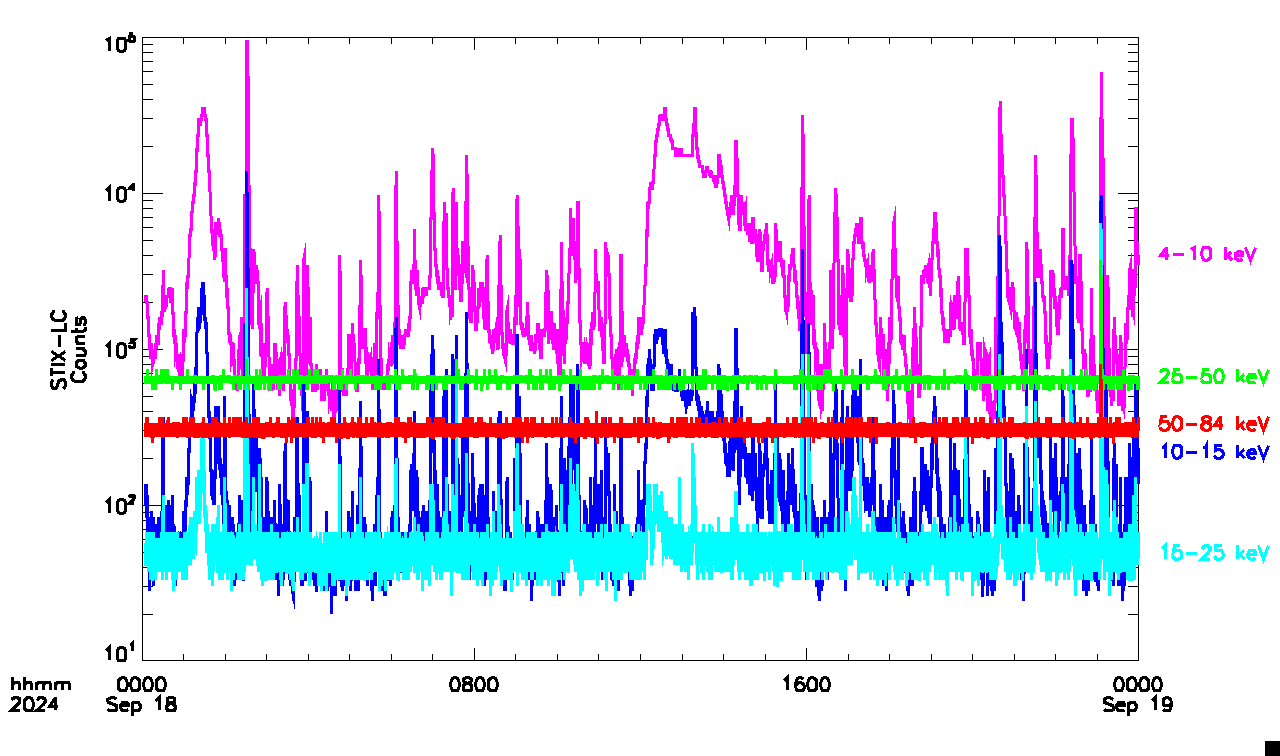 10⁵
10⁴
10³
10²
10¹
STIX-LC
Counts
4-10 keV
25-50 keV
50-84 keV
10-15 keV
15-25 keV
hhmm 0000 0800 1600 0000
2024 Sep 18 Sep 19